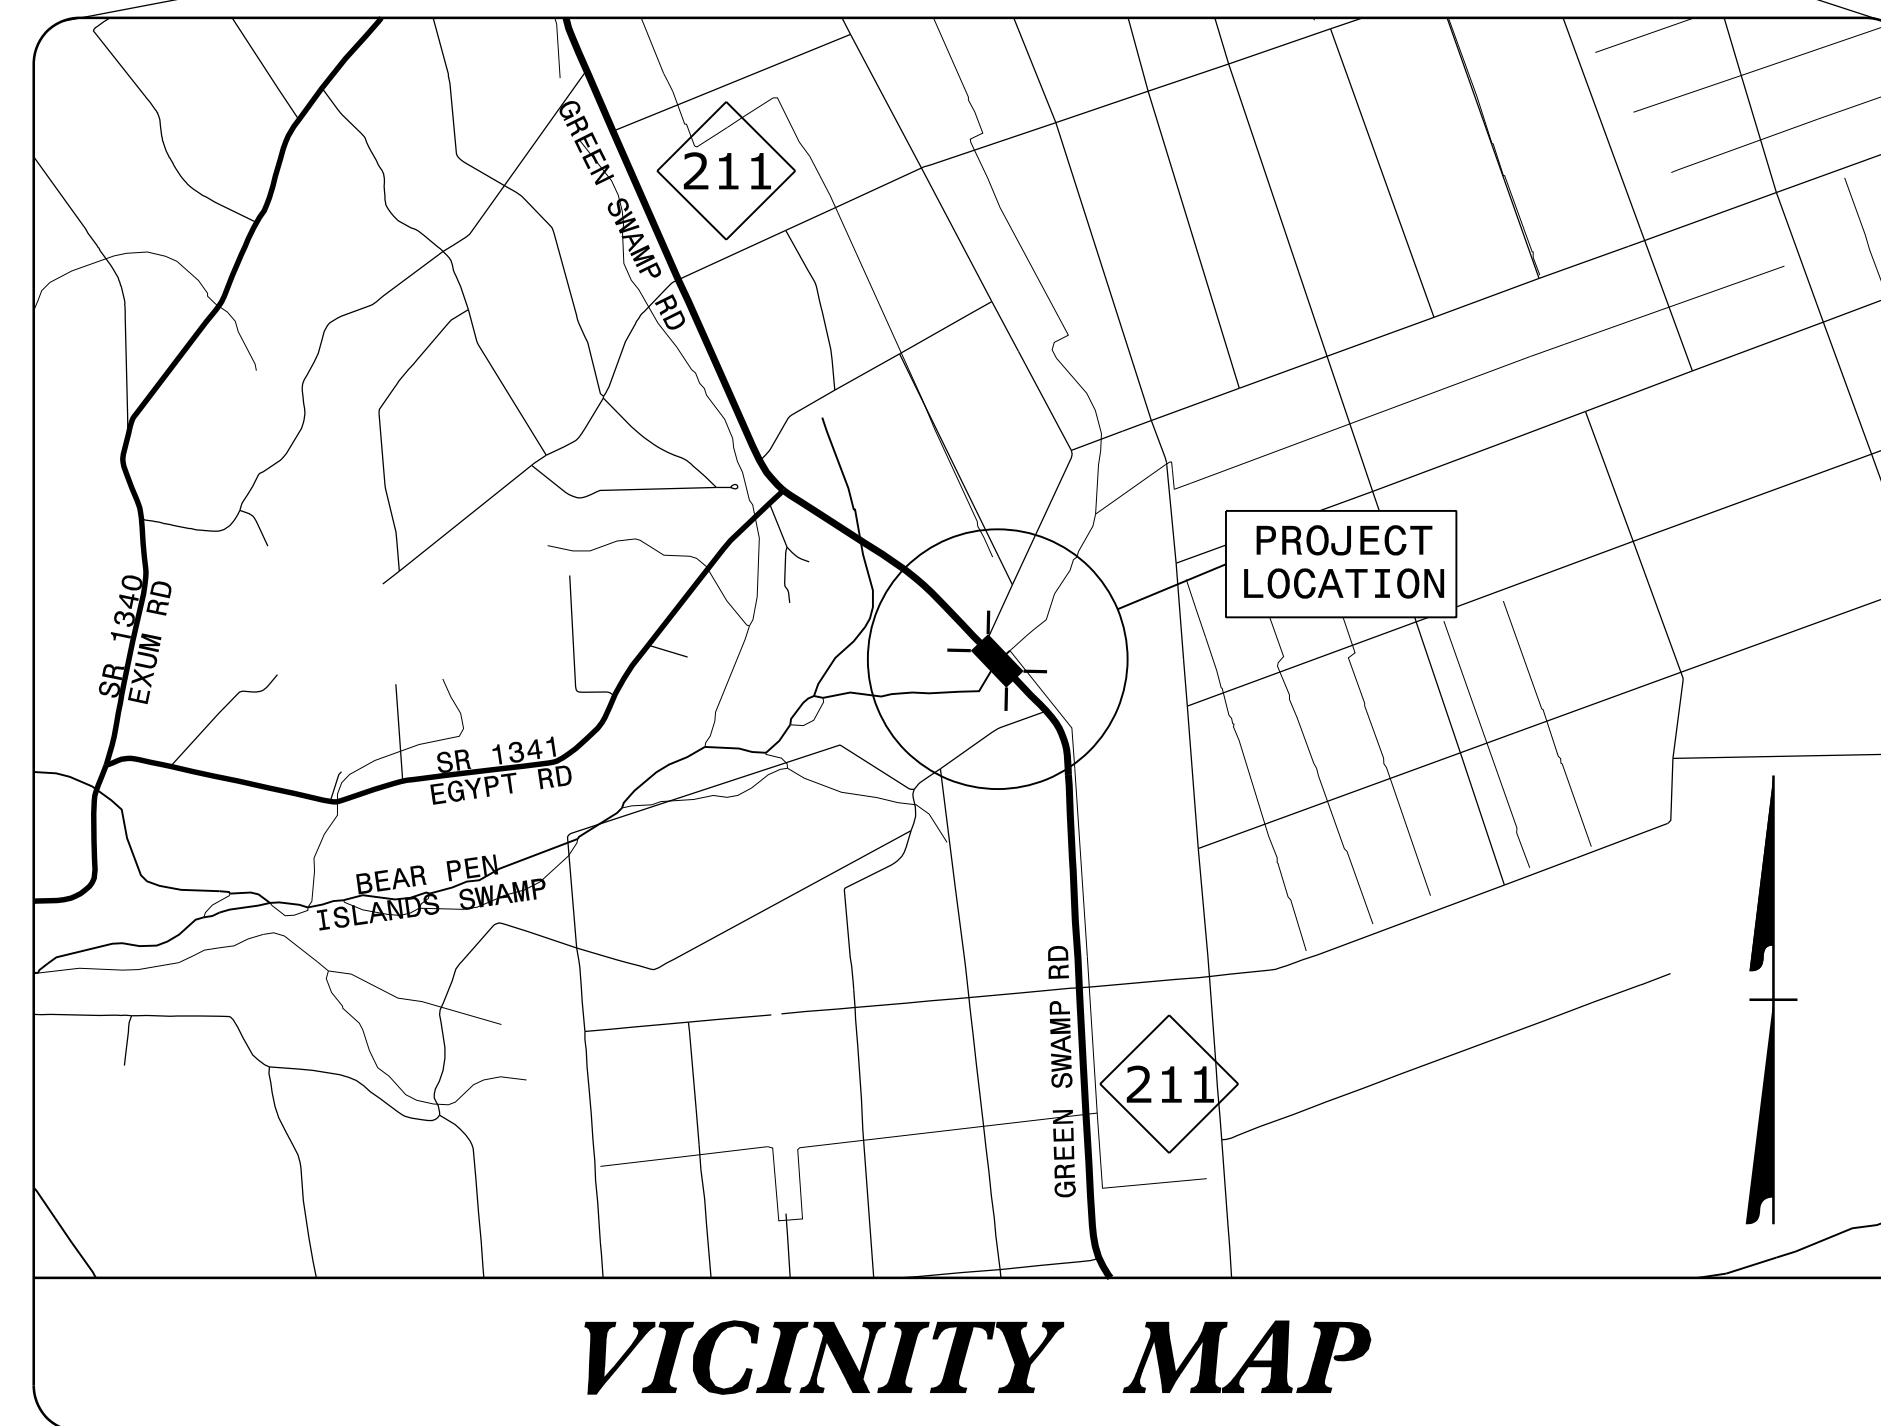 GREEN SWAMP RD
211
PROJECT
LOCATION
SR 1340
EXUM RD
SR 1341
EGYPT RD
BEAR PEN
ISLANDS SWAMP
GREEN SWAMP RD
211
VICINITY MAP